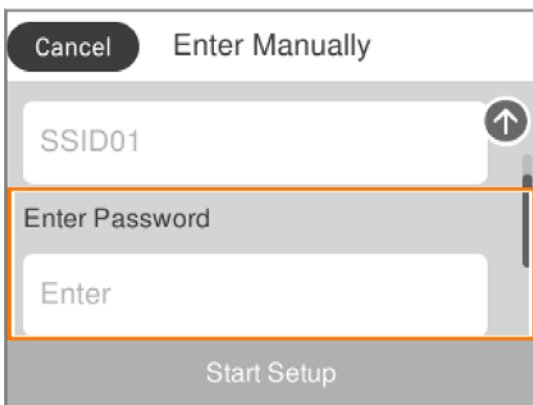 Cancel Enter Manually
SSID01
Enter Password
Enter
Start Setup